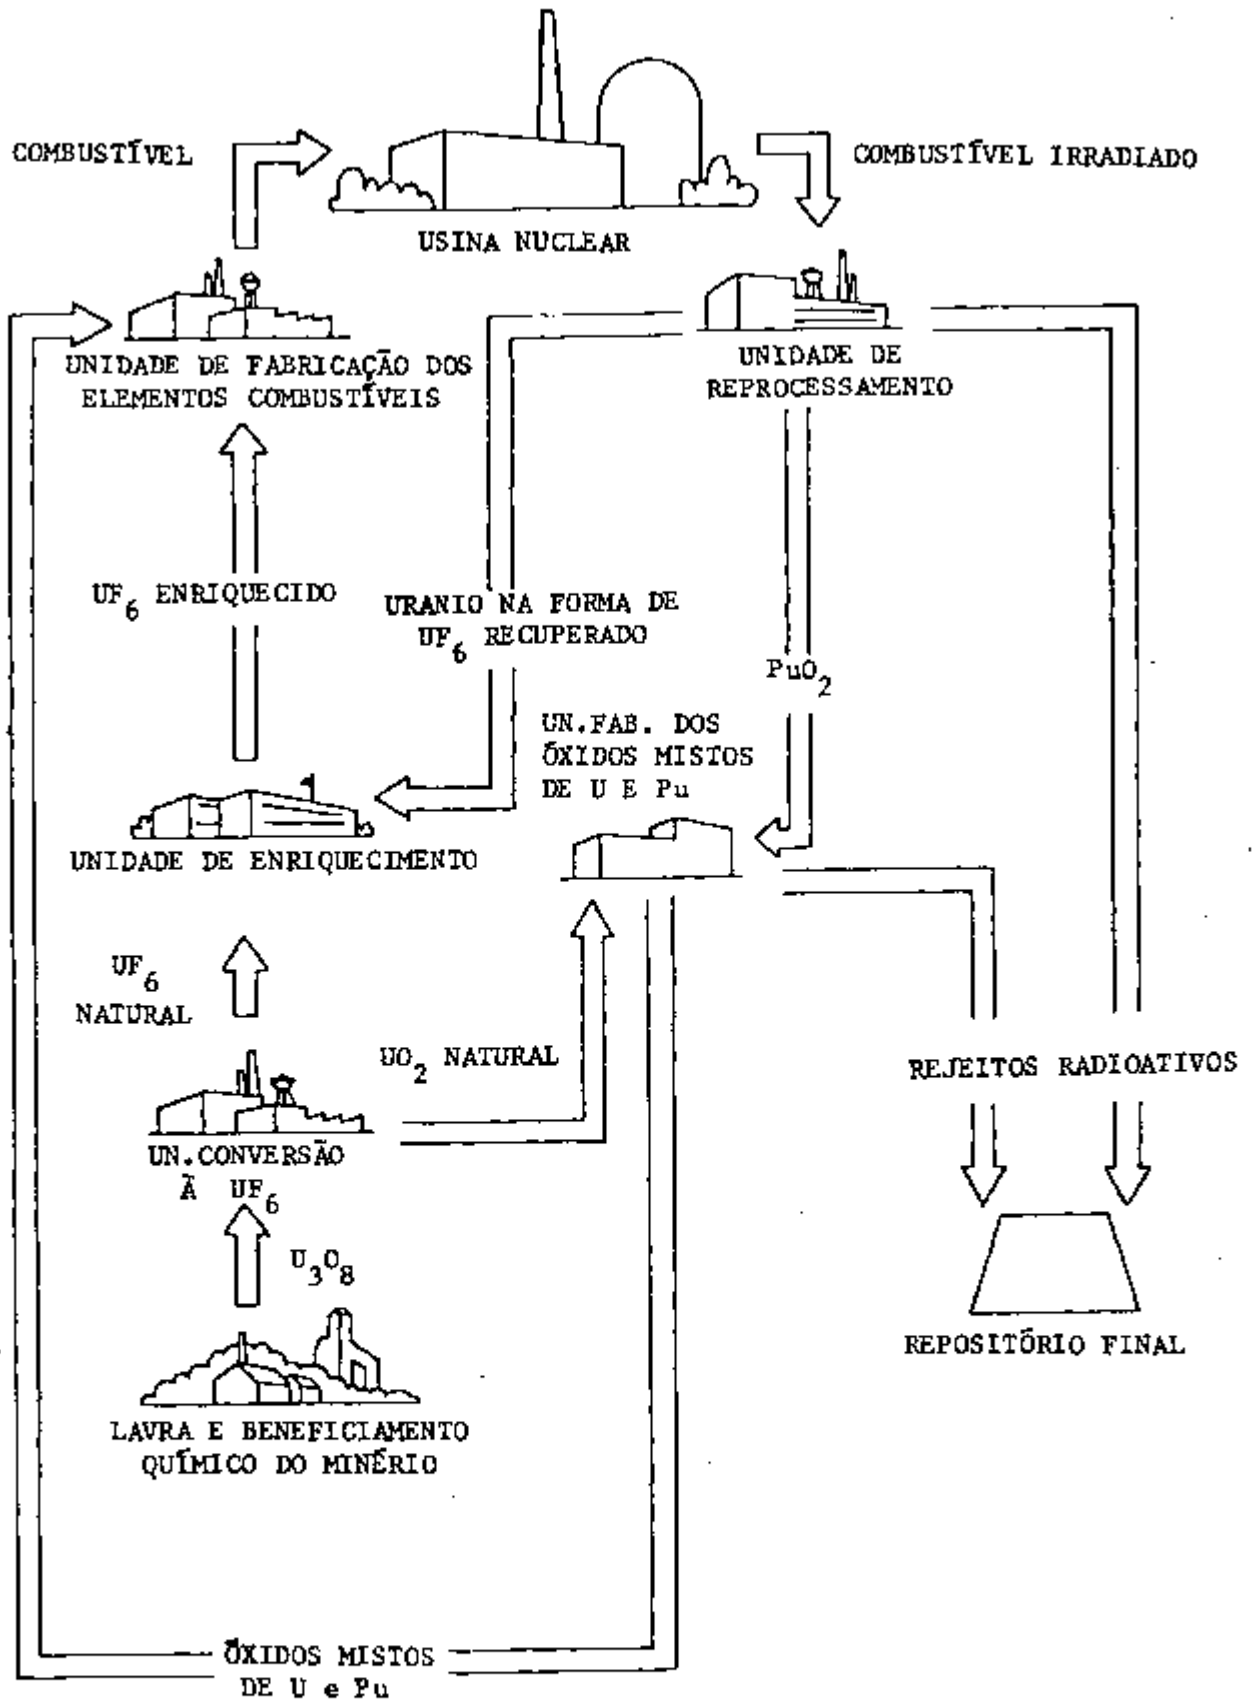 COMBUSTÍVEL
COMBUSTÍVEL IRRADIADO
USINA NUCLEAR
UNIDADE DE FABRICAÇÃO DOS
ELEMENTOS COMBUSTÍVEIS
UNIDADE DE
REPROCESSAMENTO
UF6 ENRIQUECIDO
URANIO NA FORMA DE
UF6 RECUPERADO
PuO2
UN.FAB. DOS
ÓXIDOS MISTOS
DE U E Pu
UNIDADE DE ENRIQUECIMENTO
UF6
NATURAL
UO2 NATURAL
REJEITOS RADIOATIVOS
UN.CONVERSÃO
À UF6
U3O8
REPOSITÓRIO FINAL
LAVRA E BENEFICIAMENTO
QUÍMICO DO MINÉRIO
ÓXIDOS MISTOS
DE U e Pu